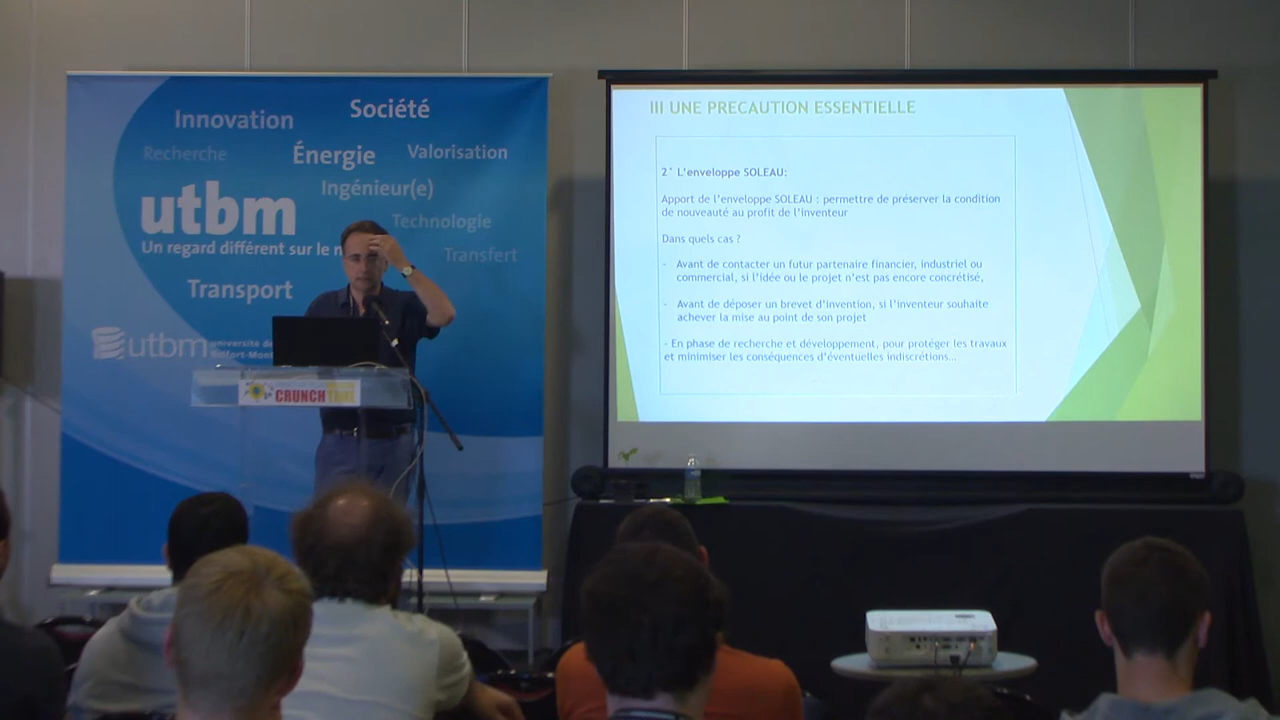 Innovation
Société
Recherche
Énergie
Valorisation
Ingénieur(e)
utbm
Technologie
Un regard différent sur le
Transfert
Transport
utbm
université de
CRUNCH TIME
III UNE PRECAUTION ESSENTIELLE
2° L'enveloppe SOLEAU:
Apport de l'enveloppe SOLEAU : permettre de préserver la condition
de nouveauté au profit de l'inventeur
Dans quels cas ?
- Avant de contacter un futur partenaire financier, industriel ou
commercial, si l'idée ou le projet n'est pas encore concrétisé,
- Avant de déposer un brevet d'invention, si l'inventeur souhaite
achever la mise au point de son projet
- En phase de recherche et développement, pour protéger les travaux
et minimiser les conséquences d'éventuelles indiscrétions…